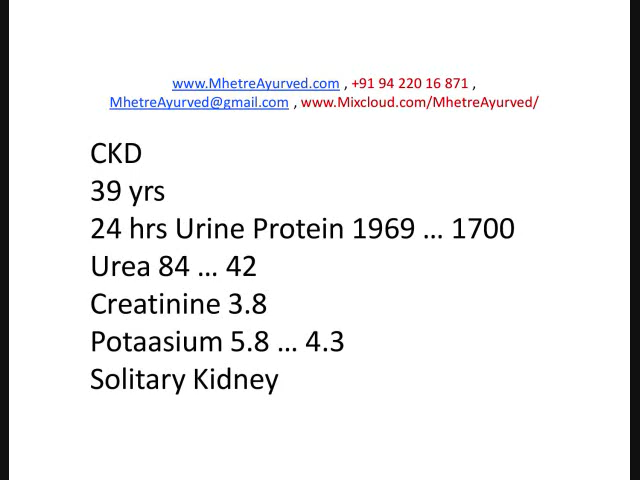 www.MhetreAyurved.com , +91 94 220 16 871 ,
MhetreAyurved@gmail.com , www.Mixcloud.com/MhetreAyurved/
CKD
39 yrs
24 hrs Urine Protein 1969 … 1700
Urea 84 … 42
Creatinine 3.8
Potaasium 5.8 … 4.3
Solitary Kidney